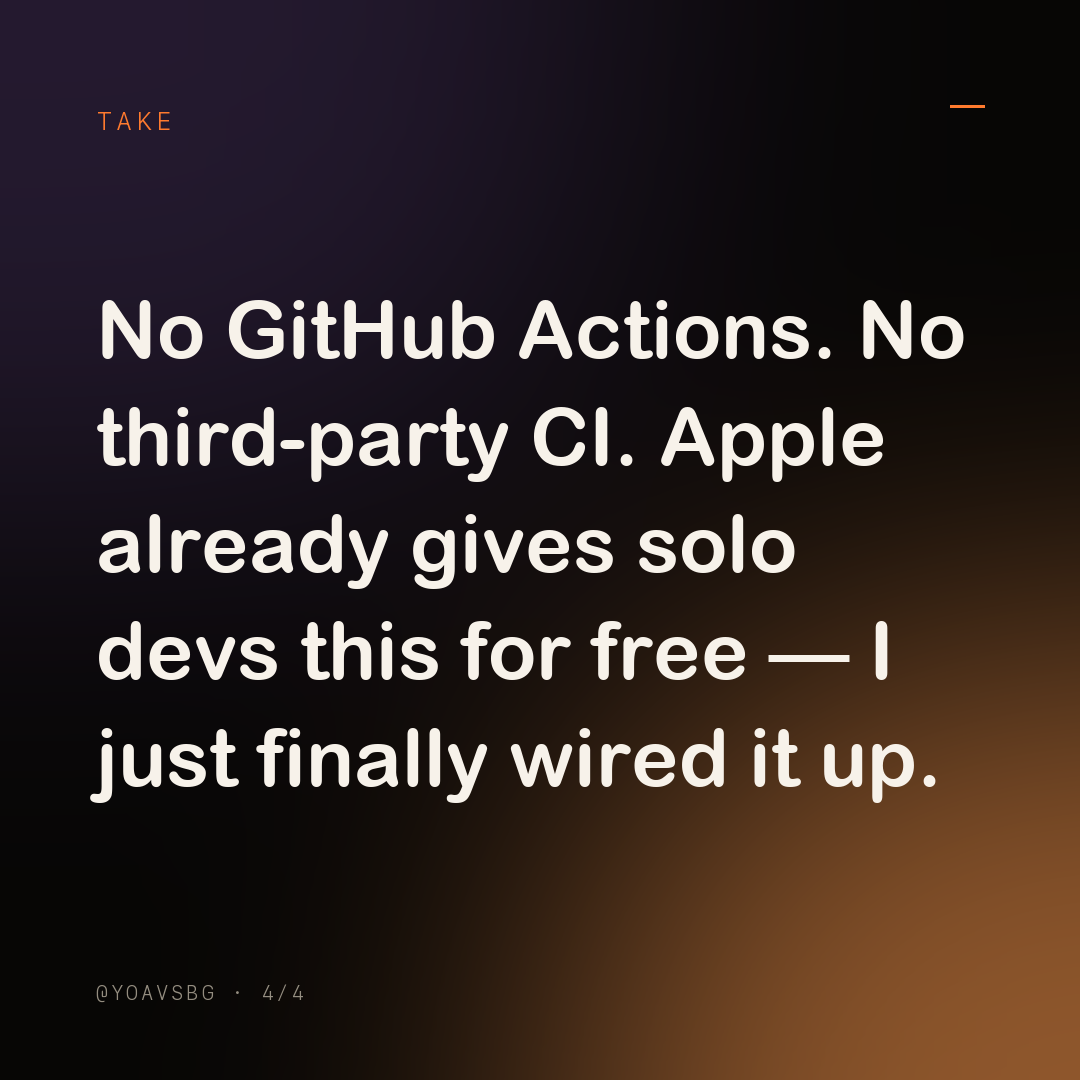 TAKE
No GitHub Actions. No
third-party CI. Apple
already gives solo
devs this for free — I
just finally wired it up.
@YOAVSBG · 4/4